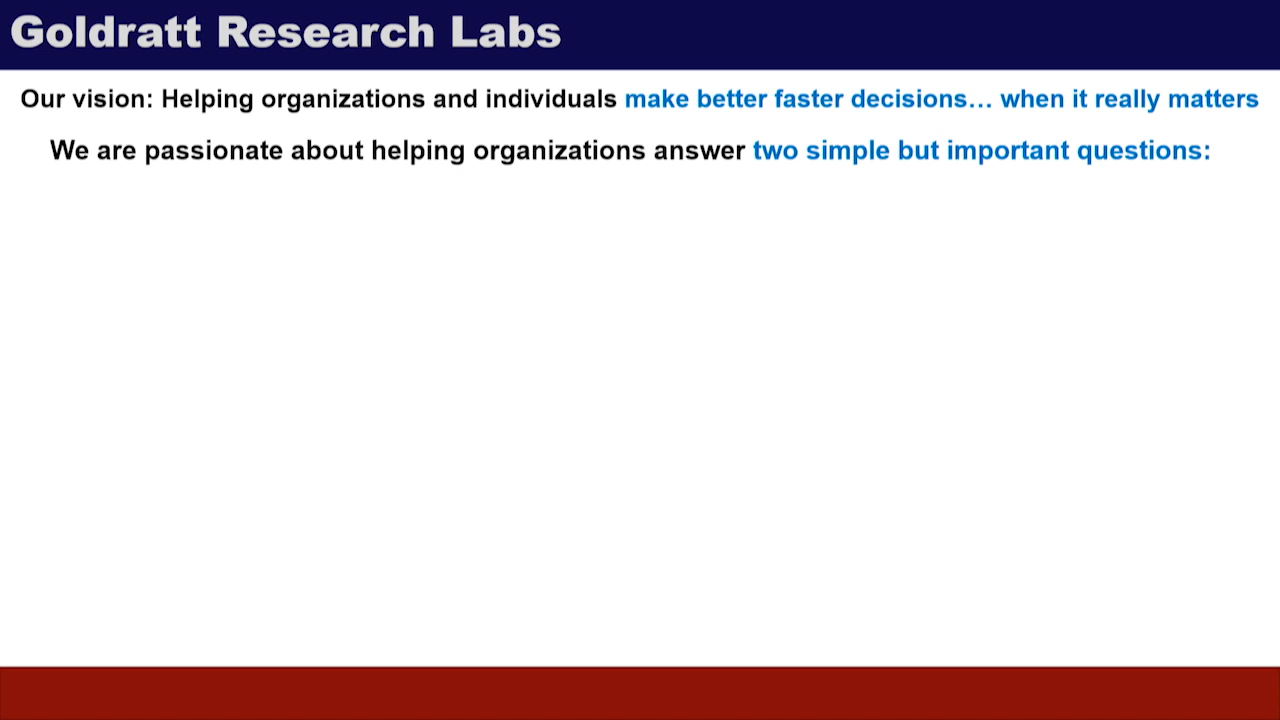 Goldratt Research Labs
Our vision: Helping organizations and individuals make better faster decisions… when it really matters
We are passionate about helping organizations answer two simple but important questions: